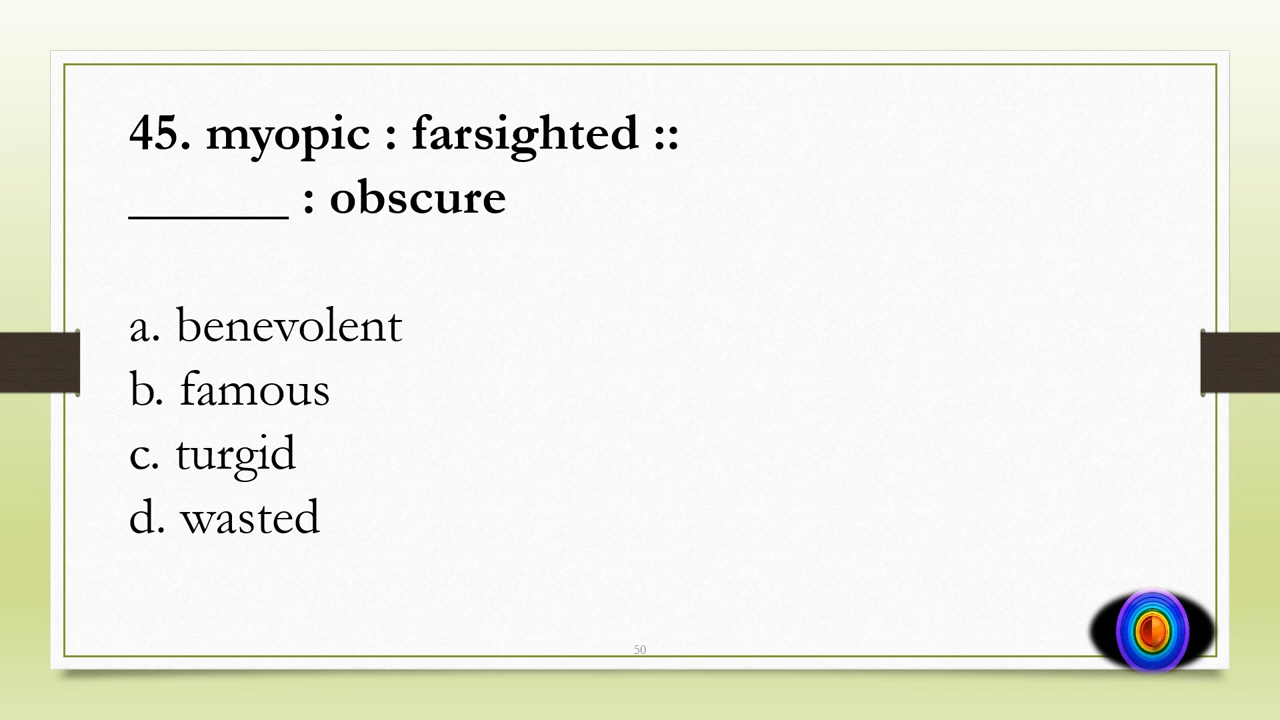 45. myopic : farsighted ::
______ : obscure
a. benevolent
b. famous
c. turgid
d. wasted
50